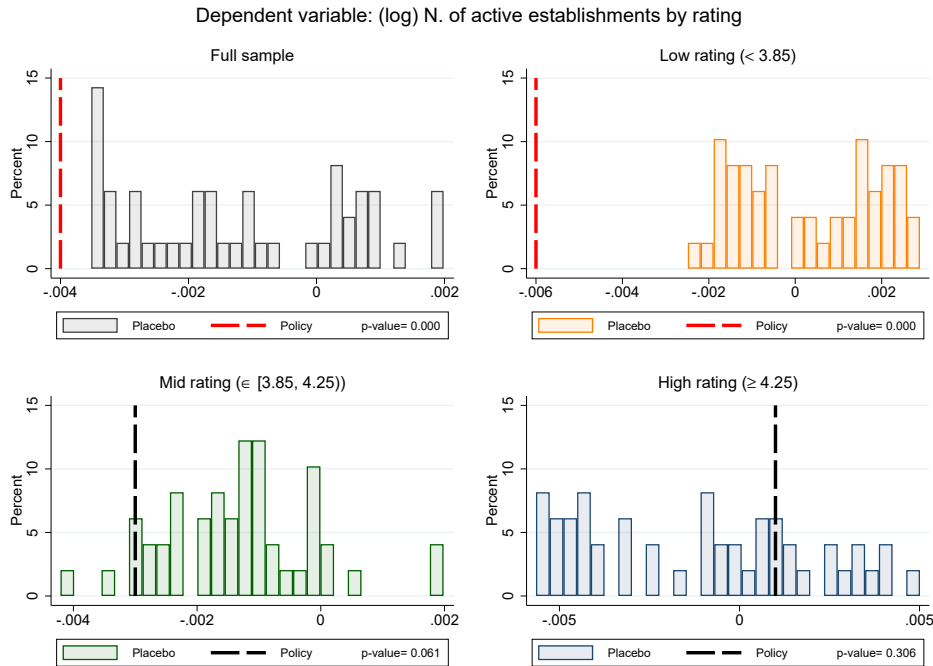 Dependent variable: (log) N. of active establishments by rating
Full sample
Percent
15
10
5
0
-.004
-.002
0
.002
Placebo
Policy
p-value= 0.000
Low rating (< 3.85)
Percent
15
10
5
0
-.006
-.004
-.002
0
.002
Placebo
Policy
p-value= 0.000
Mid rating (∈ [3.85, 4.25))
Percent
15
10
5
0
-.004
-.002
0
.002
Placebo
Policy
p-value= 0.061
High rating (≥ 4.25)
Percent
15
10
5
0
-.005
0
.005
Placebo
Policy
p-value= 0.306